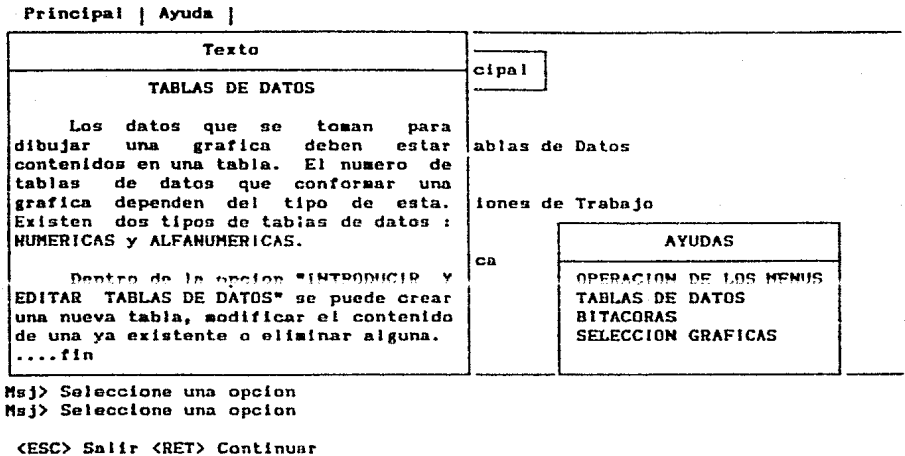 Principal | Ayuda |
Texto
TABLAS DE DATOS
Los datos que se toman para
dibujar una grafica deben estar
contenidos en una tabla. El numero de
tablas de datos que conformar una
grafica dependen del tipo de esta.
Existen dos tipos de tablas de datos :
NUMERICAS y ALFANUMERICAS.
Dentro de la opcion "INTRODUCIR Y
EDITAR TABLAS DE DATOS" se puede crear
una nueva tabla, modificar el contenido
de una ya existente o eliminar alguna.
....fin
cipal
ablas de Datos
iones de Trabajo
ca
AYUDAS
OPERACION DE LOS MENUS
TABLAS DE DATOS
BITACORAS
SELECCION GRAFICAS
Msj> Seleccione una opcion
Msj> Seleccione una opcion
<ESC> Salir <RET> Continuar